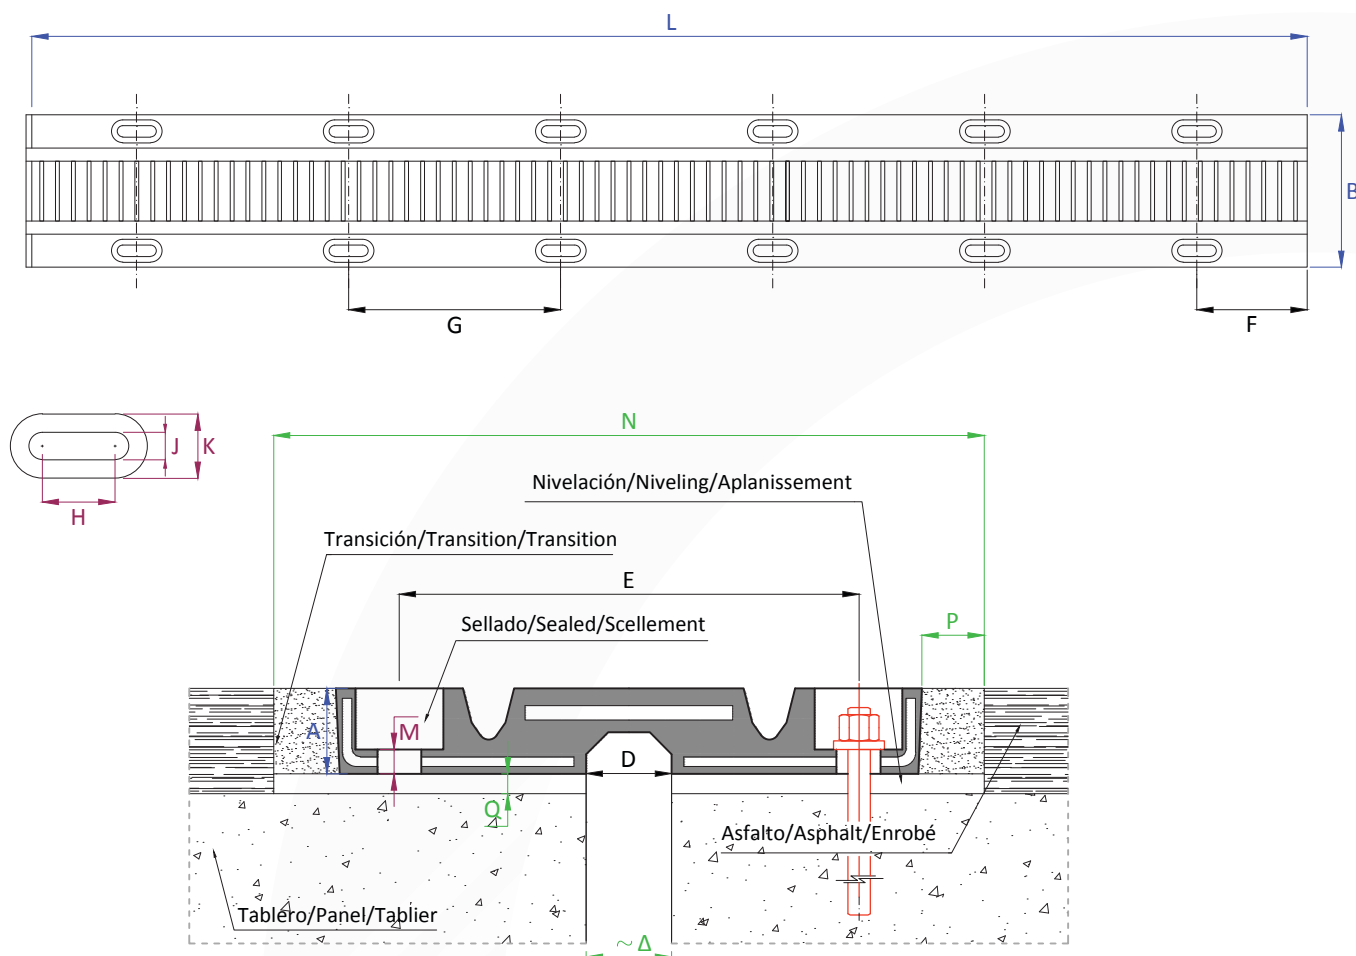 L
B
G
F
J
K
H
N
Nivelación/Niveling/Aplanissement
Transición/Transition/Transition
E
P
Sellado/Sealed/Scellement
A
M
D
Q
Asfalto/Asphalt/Enrobé
Tablero/Panel/Tablier
~Δ